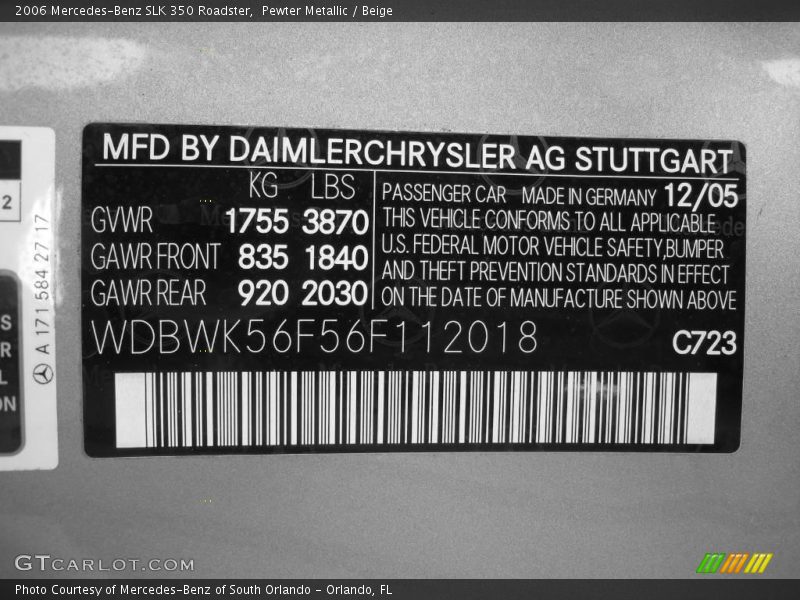 2006 Mercedes-Benz SLK 350 Roadster, Pewter Metallic / Beige
MFD BY DAIMLERCHRYSLER AG STUTTGART
KG LBS
GVWR 1755 3870
GAWR FRONT 835 1840
GAWR REAR 920 2030
PASSENGER CAR MADE IN GERMANY 12/05
THIS VEHICLE CONFORMS TO ALL APPLICABLE
U.S. FEDERAL MOTOR VEHICLE SAFETY,BUMPER
AND THEFT PREVENTION STANDARDS IN EFFECT
ON THE DATE OF MANUFACTURE SHOWN ABOVE
WDBWK56F56F112018
C723
2
A 171 584 27 17
S
R
L
ON
GTCARLOT.COM
Photo Courtesy of Mercedes-Benz of South Orlando - Orlando, FL